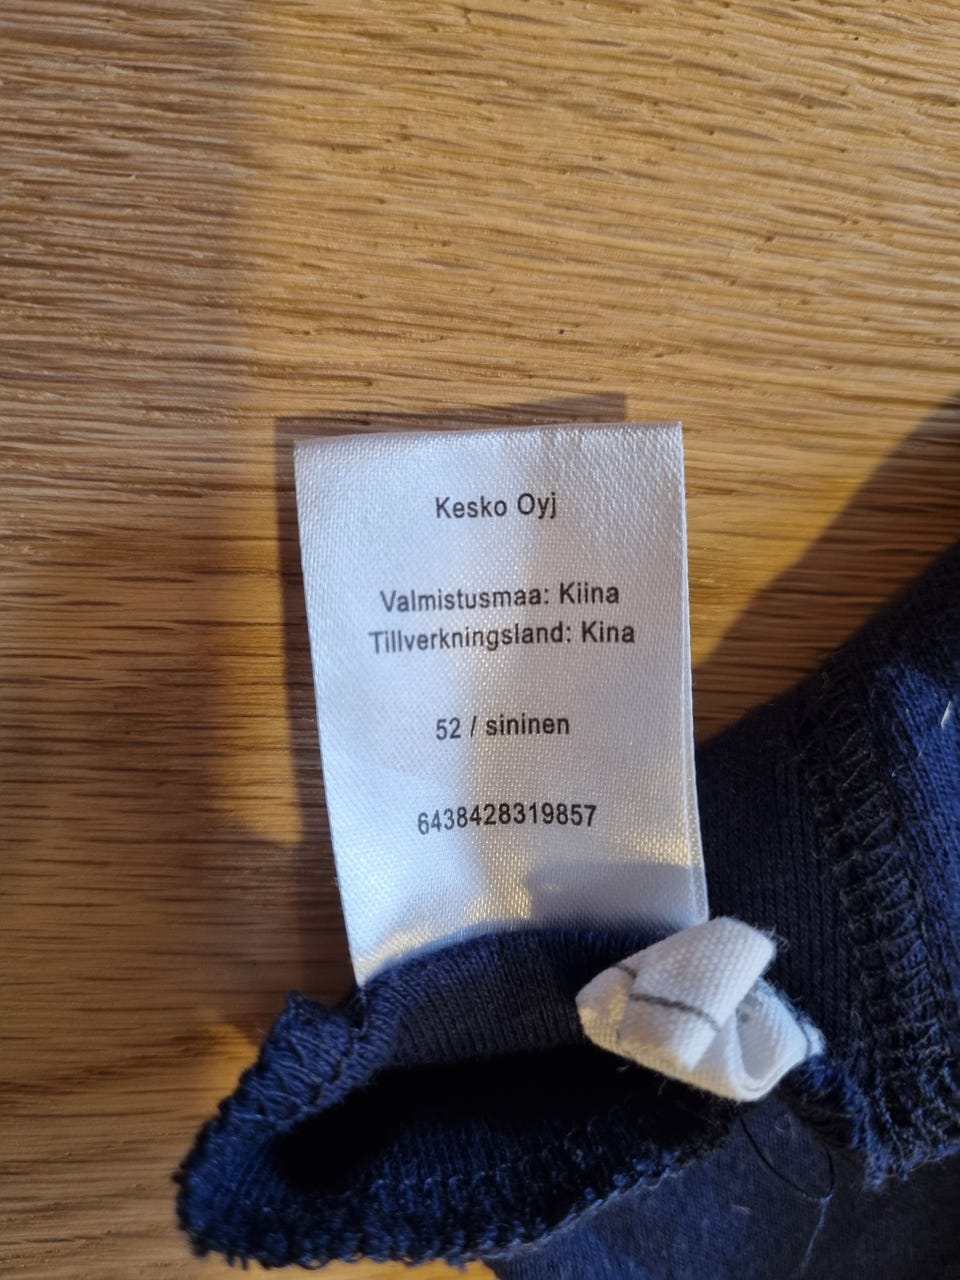 Kesko Oyj
Valmistusmaa: Kiina
Tillverkningsland: Kina
52 / sininen
6438428319857